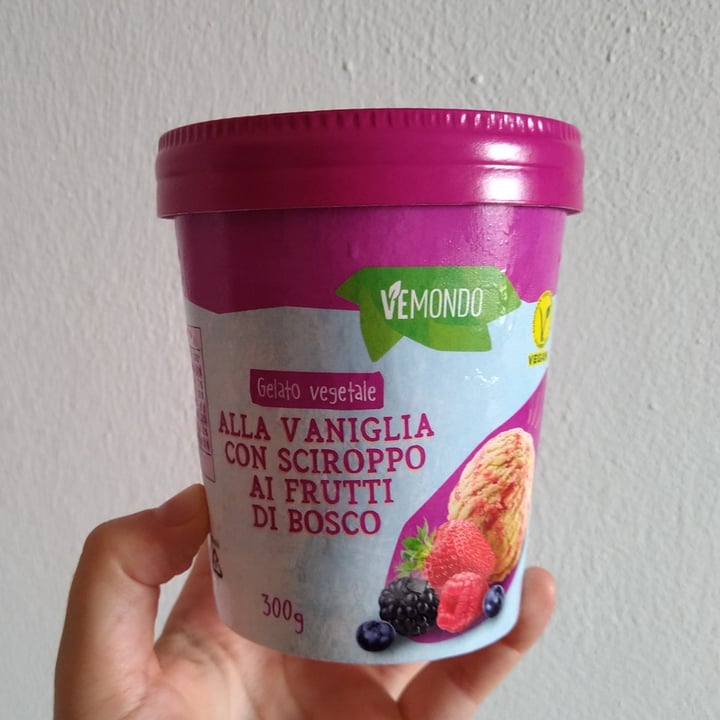 VEMONDO
VEGAN
Gelato vegetale
ALLA VANIGLIA
CON SCIROPPO
AI FRUTTI
DI BOSCO
300g